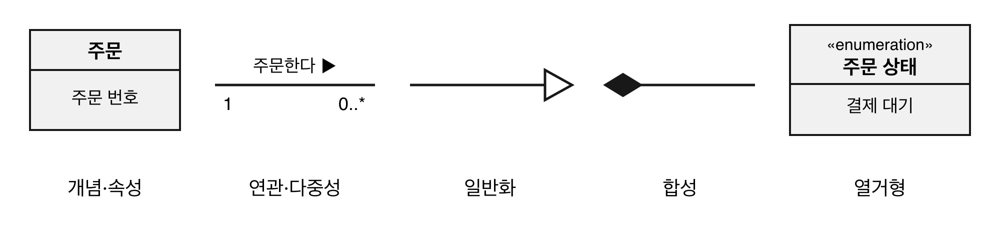 주문
주문 번호
개념·속성
주문한다 ▶
1 0..*
연관·다중성
일반화
합성
«enumeration»
주문 상태
결제 대기
열거형